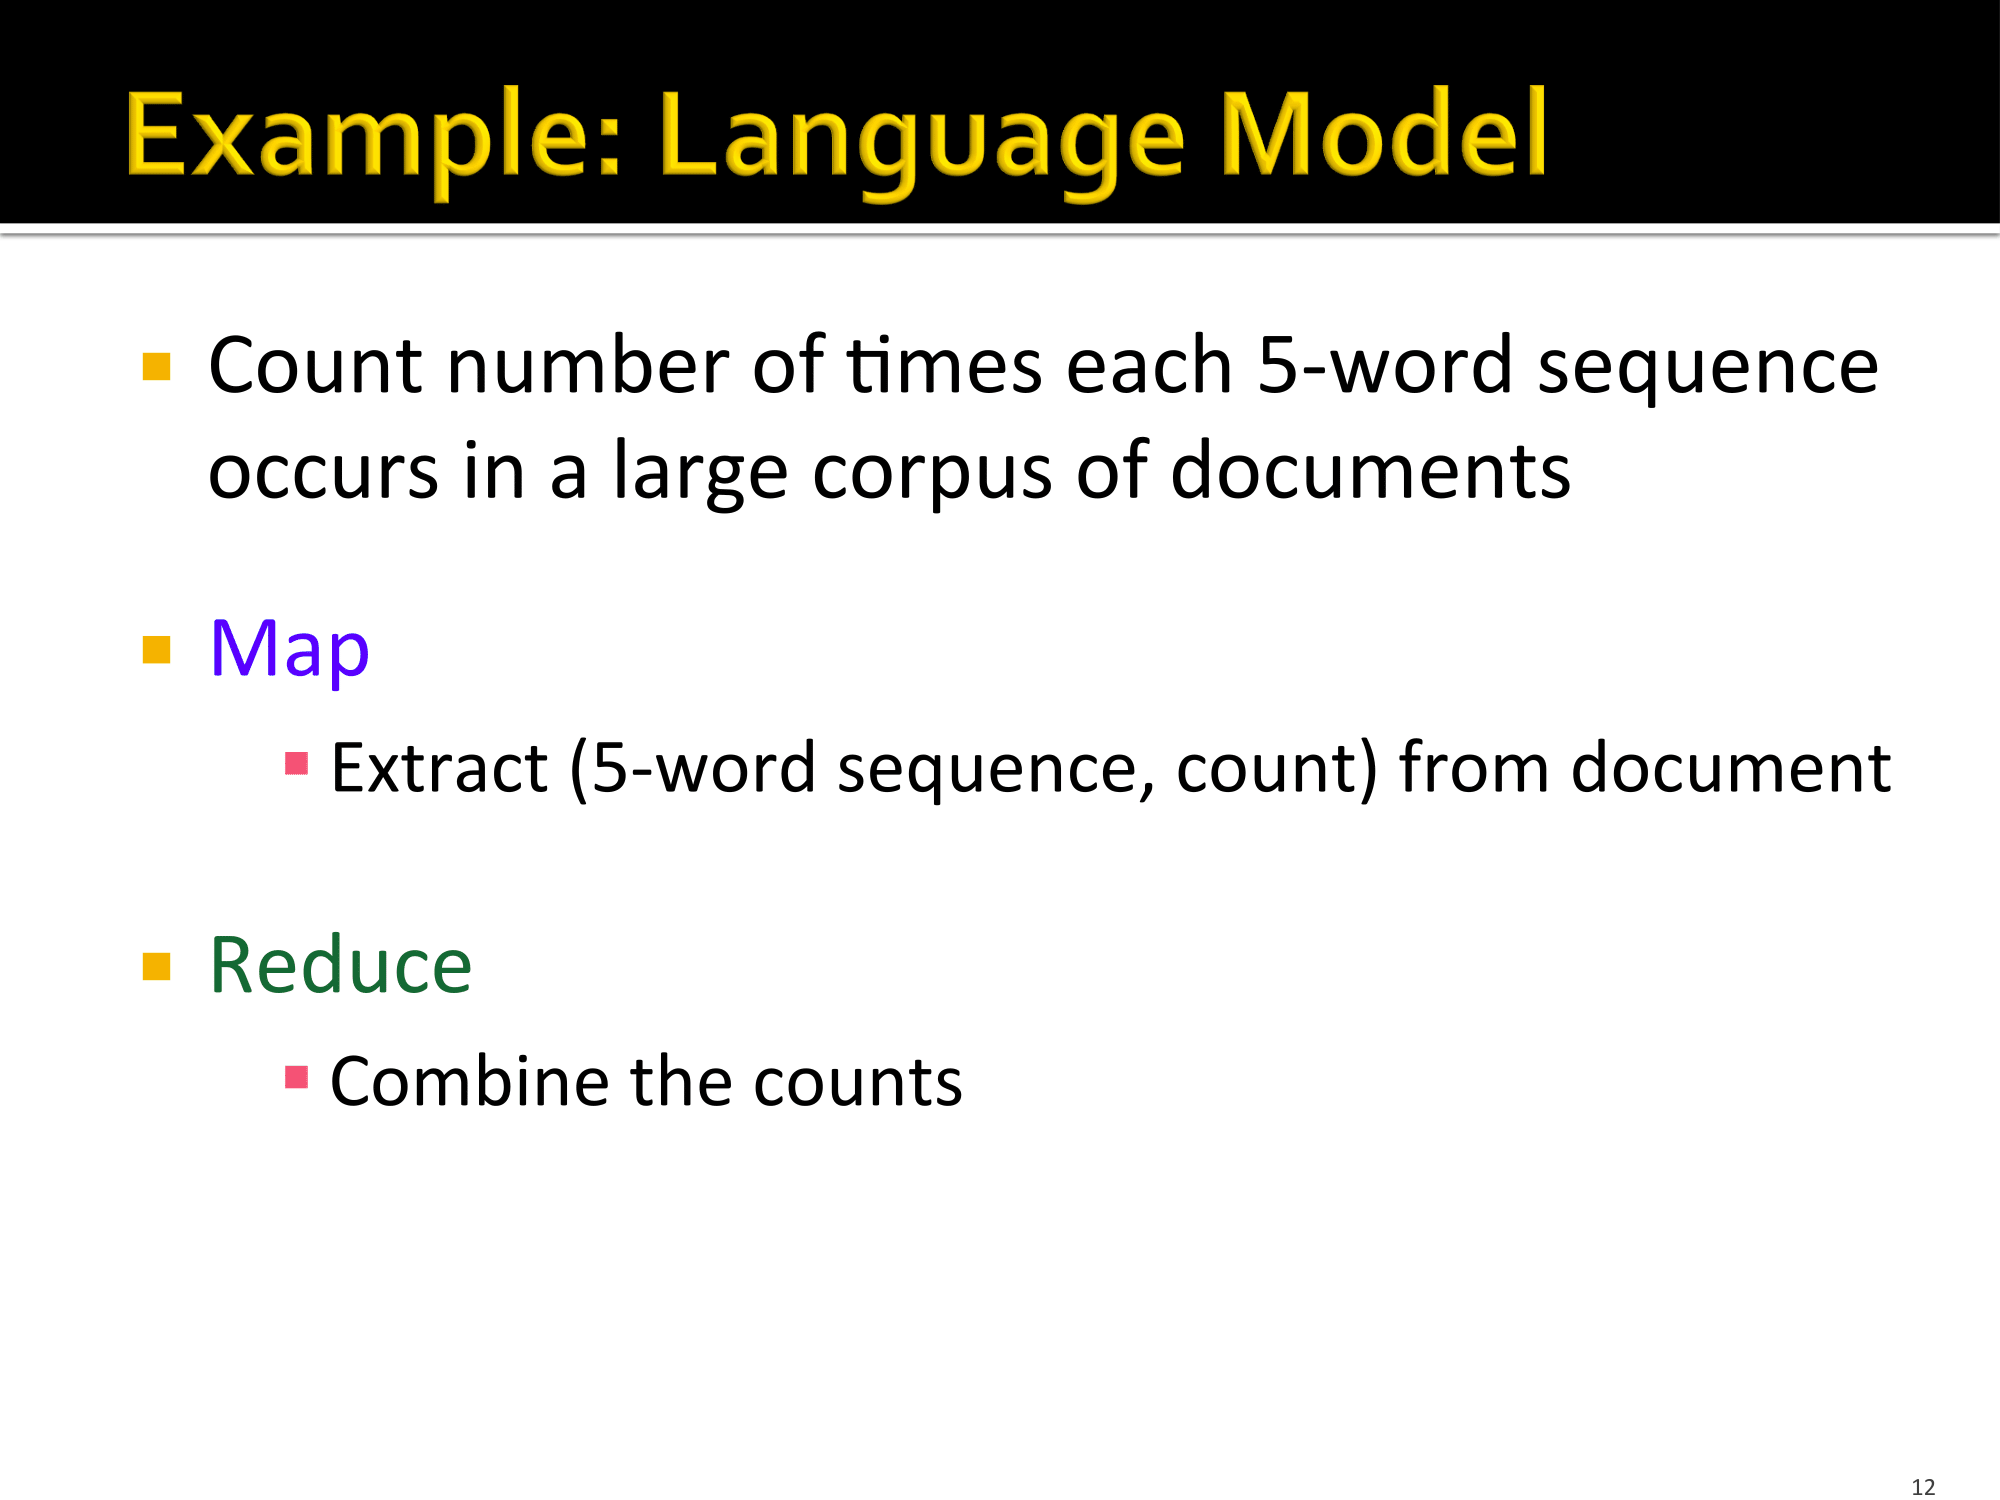 Example: Language Model
Count number of times each 5-word sequence
occurs in a large corpus of documents
Map
Extract (5-word sequence, count) from document
Reduce
Combine the counts
12